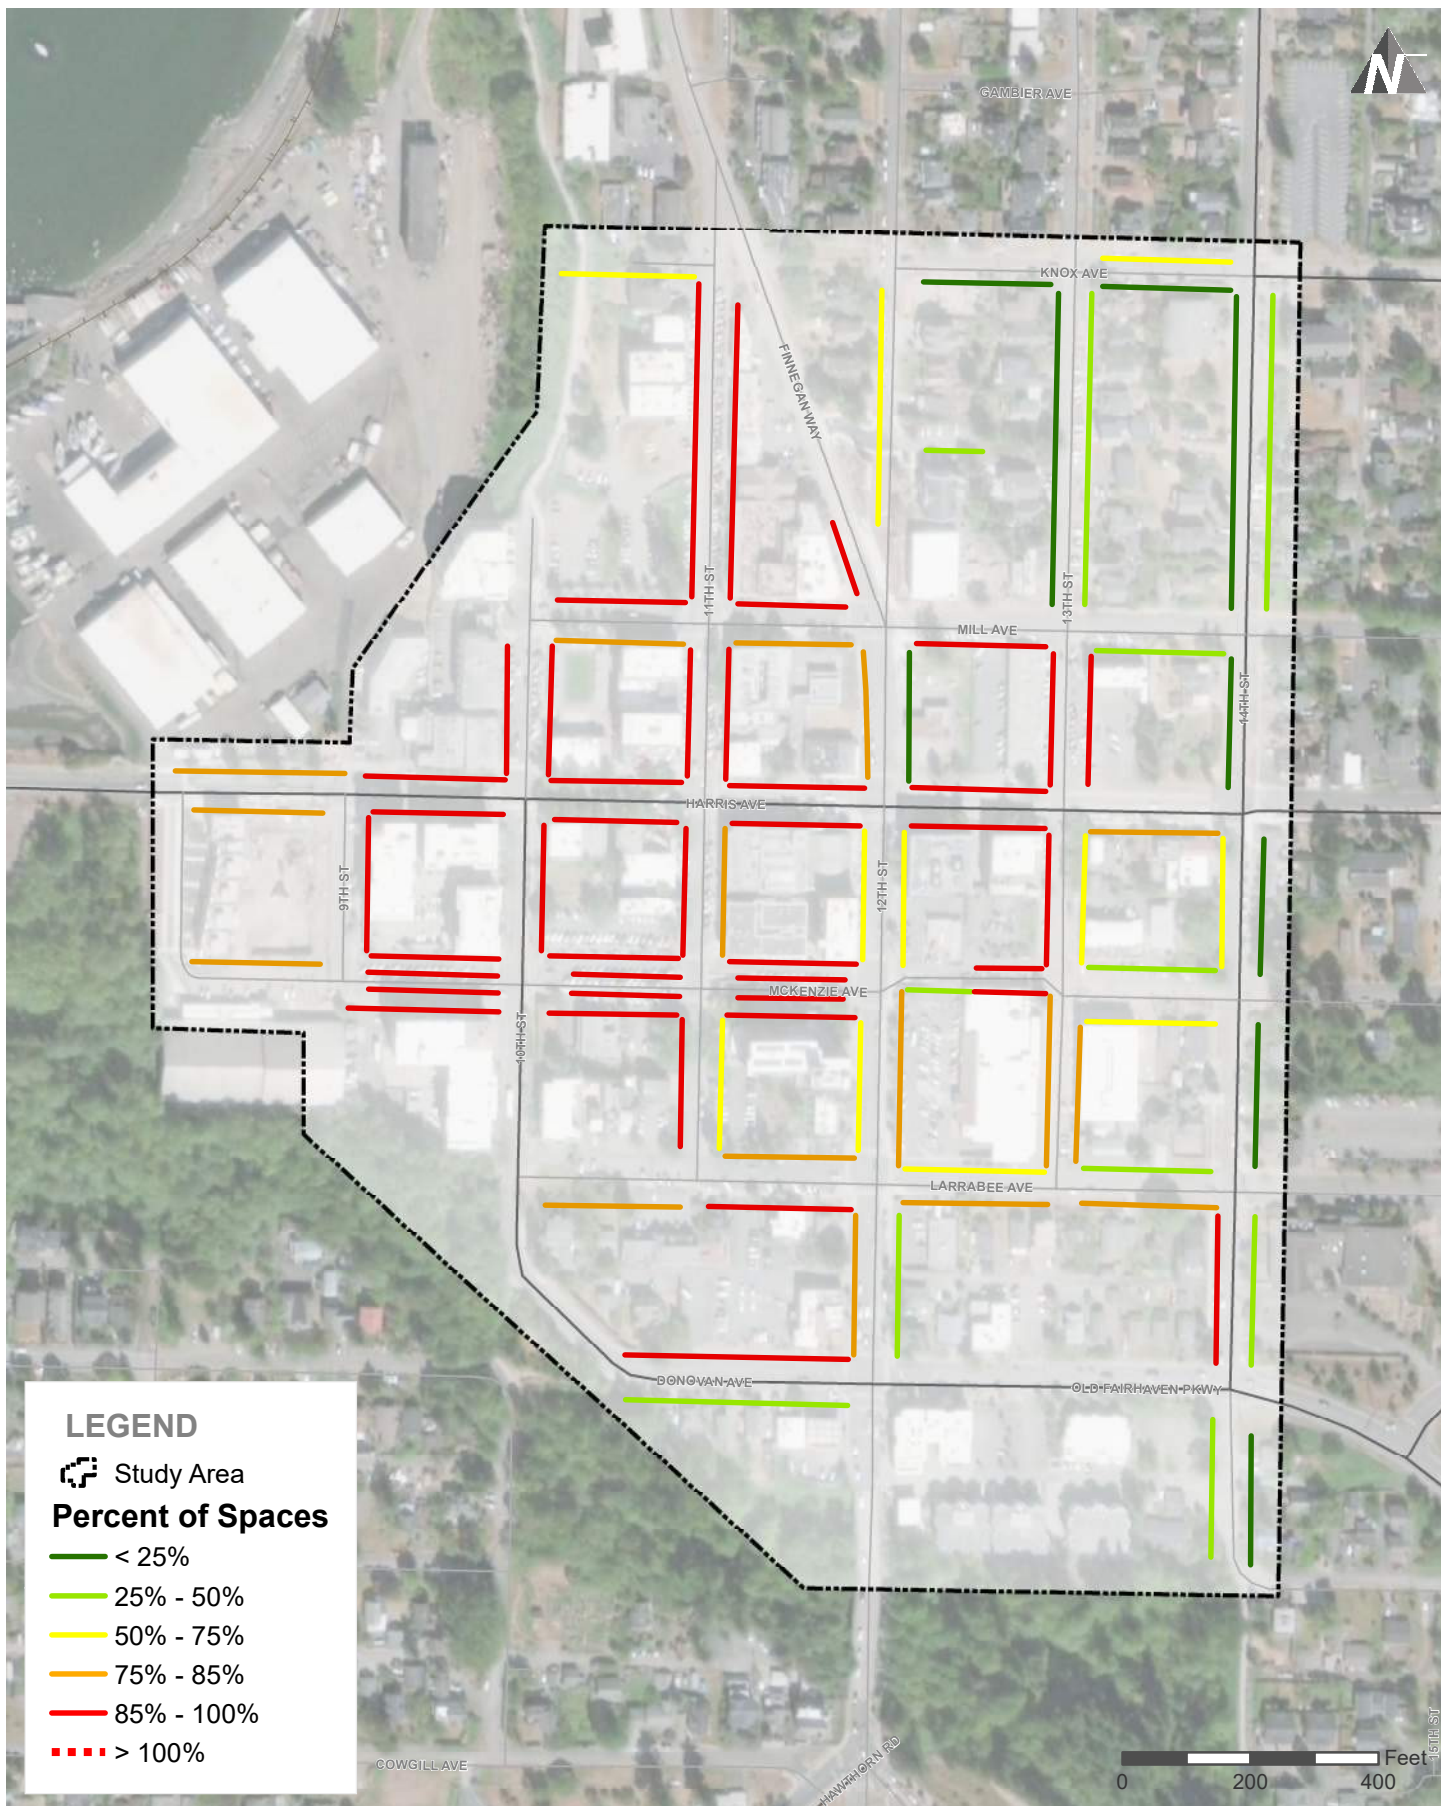 N
GAMBIER AVE
KNOX AVE
FINNEGAN WAY
11TH ST
13TH ST
MILL AVE
14TH ST
HARRIS AVE
9TH ST
12TH ST
MCKENZIE AVE
10TH ST
LARRABEE AVE
DONOVAN AVE
OLD FAIRHAVEN PKWY
LEGEND
Study Area
Percent of Spaces
< 25%
25% - 50%
50% - 75%
75% - 85%
85% - 100%
> 100%
COWGILL AVE
HAWTHORN RD
15TH ST
Feet
0 200 400